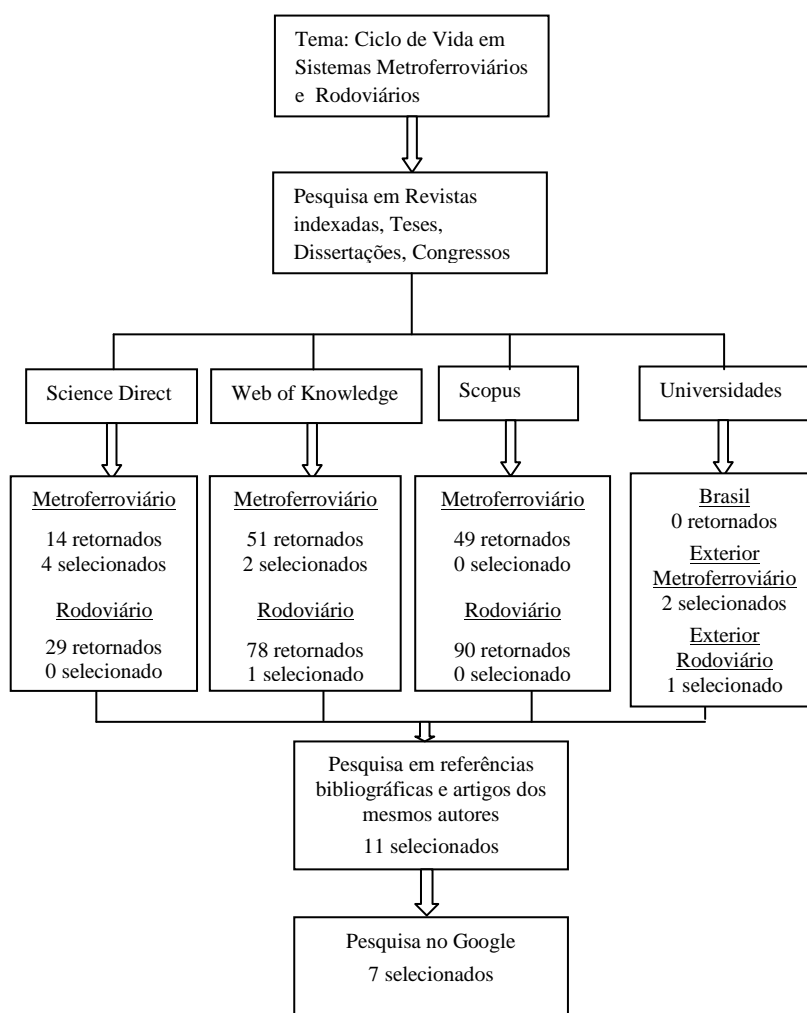 Tema: Ciclo de Vida em
Sistemas Metroferroviários
e Rodoviários
Pesquisa em Revistas
indexadas, Teses,
Dissertações, Congressos
Science Direct
Web of Knowledge
Scopus
Universidades
Metroferroviário
14 retornados
4 selecionados
Rodoviário
29 retornados
0 selecionado
Metroferroviário
51 retornados
2 selecionados
Rodoviário
78 retornados
1 selecionado
Metroferroviário
49 retornados
0 selecionados
Rodoviário
90 retornados
0 selecionados
Brasil
0 retornados
Exterior
Metroferroviário
2 selecionados
Exterior
Rodoviário
1 selecionado
Pesquisa em referências
bibliográficas e artigos dos
mesmos autores
11 selecionados
Pesquisa no Google
7 selecionados